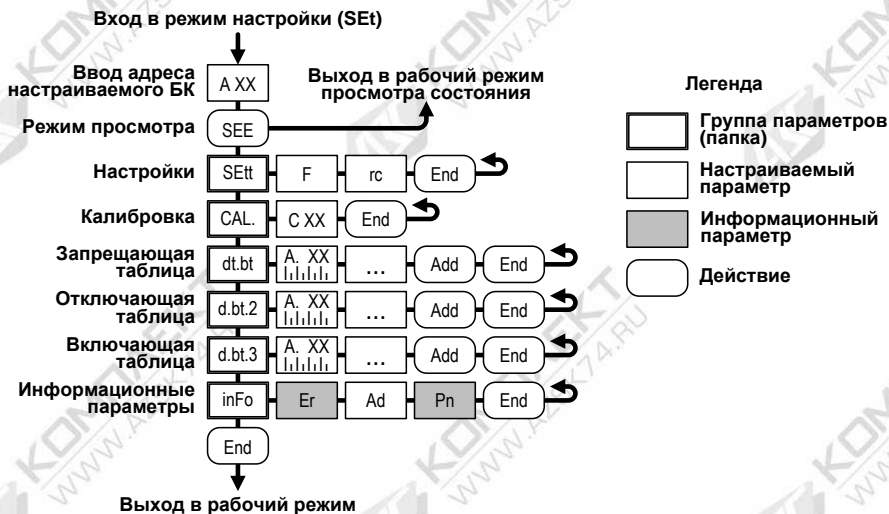 Вход в режим настройки (SEt)
Ввод адреса
настраиваемого БК
A XX
Выход в рабочий режим
просмотра состояния
Режим просмотра
SEE
Настройки
SEtt
F
rc
End
Калибровка
CAL.
C XX
End
Запрещающая
таблица
dt.bt
A. XX
...
Add
End
Отключающая
таблица
d.bt.2
A. XX
...
Add
End
Включающая
таблица
d.bt.3
A. XX
...
Add
End
Информационные
параметры
inFo
Er
Ad
Pn
End
End
Выход в рабочий режим
Легенда
Группа параметров
(папка)
Настраиваемый
параметр
Информационный
параметр
Действие